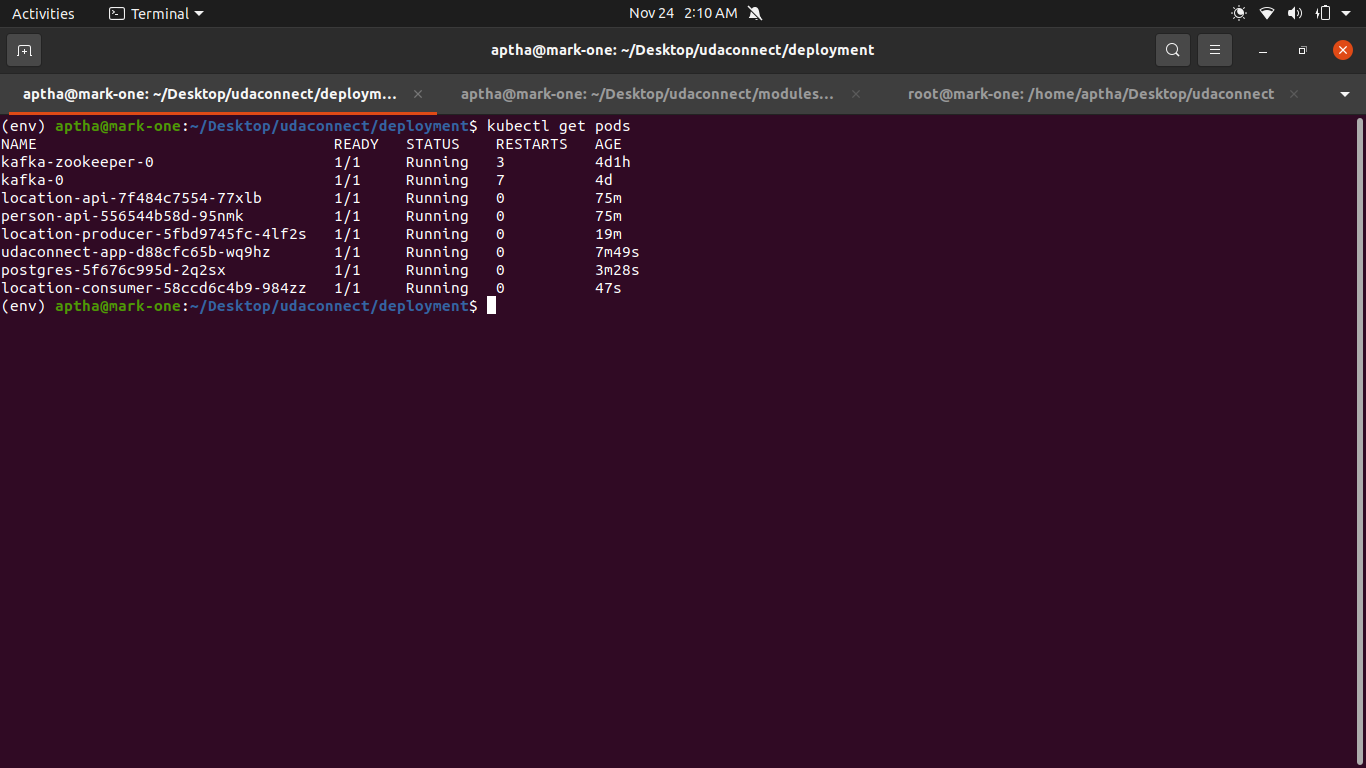 Activities Terminal Nov 24 2:10 AM
aptha@mark-one: ~/Desktop/udaconnect/deployment
aptha@mark-one: ~/Desktop/udaconnect/deploym... aptha@mark-one: ~/Desktop/udaconnect/modules... root@mark-one: /home/aptha/Desktop/udaconnect
(env) aptha@mark-one:~/Desktop/udaconnect/deployment$ kubectl get pods
NAME READY STATUS RESTARTS AGE
kafka-zookeeper-0 1/1 Running 3 4d1h
kafka-0 1/1 Running 7 4d
location-api-7f484c7554-77xlb 1/1 Running 0 75m
person-api-556544b58d-95nmk 1/1 Running 0 75m
location-producer-5fbd9745fc-4lf2s 1/1 Running 0 19m
udaconnect-app-d88cfc65b-wq9hz 1/1 Running 0 7m49s
postgres-5f676c995d-2q2sx 1/1 Running 0 3m28s
location-consumer-58ccd6c4b9-984zz 1/1 Running 0 47s
(env) aptha@mark-one:~/Desktop/udaconnect/deployment$